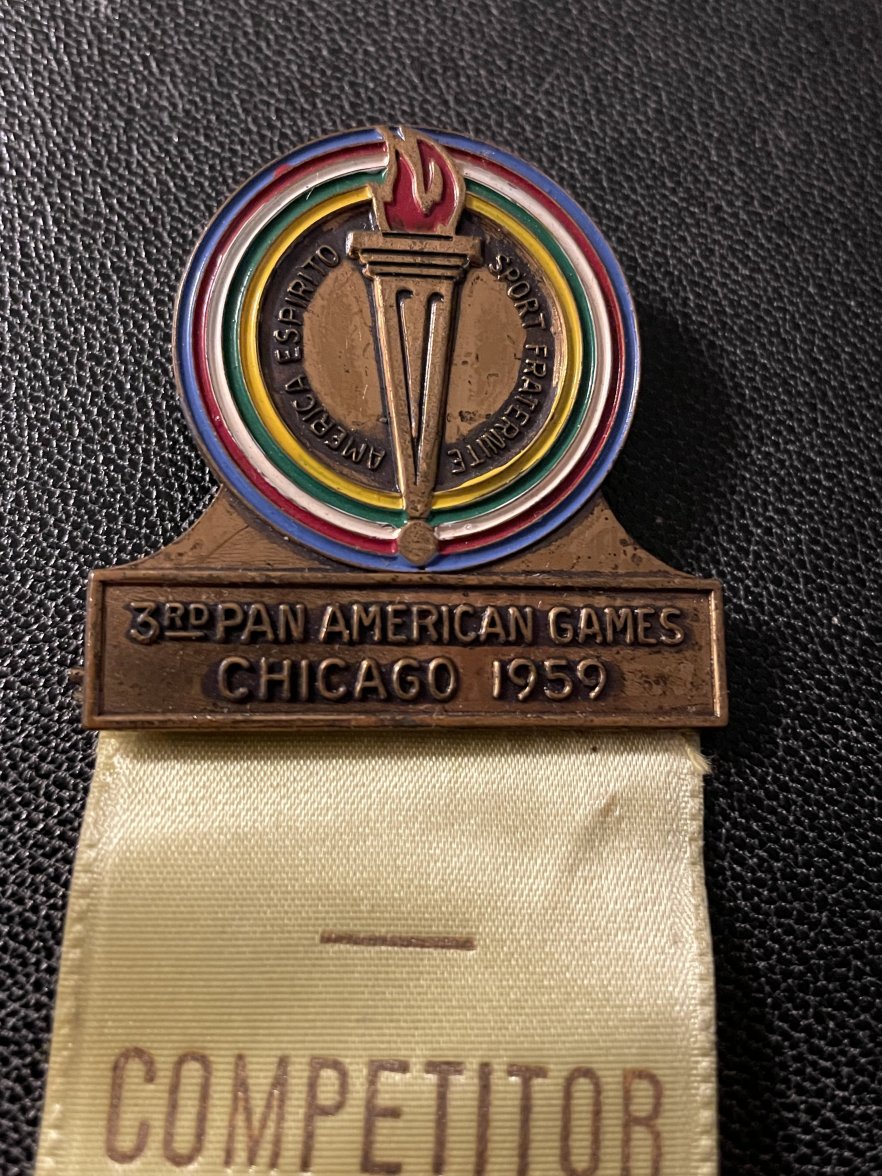 AMERICA ESPIRITO SPORT FRATERNITE
3RD PAN AMERICAN GAMES
CHICAGO 1959
COMPETITOR